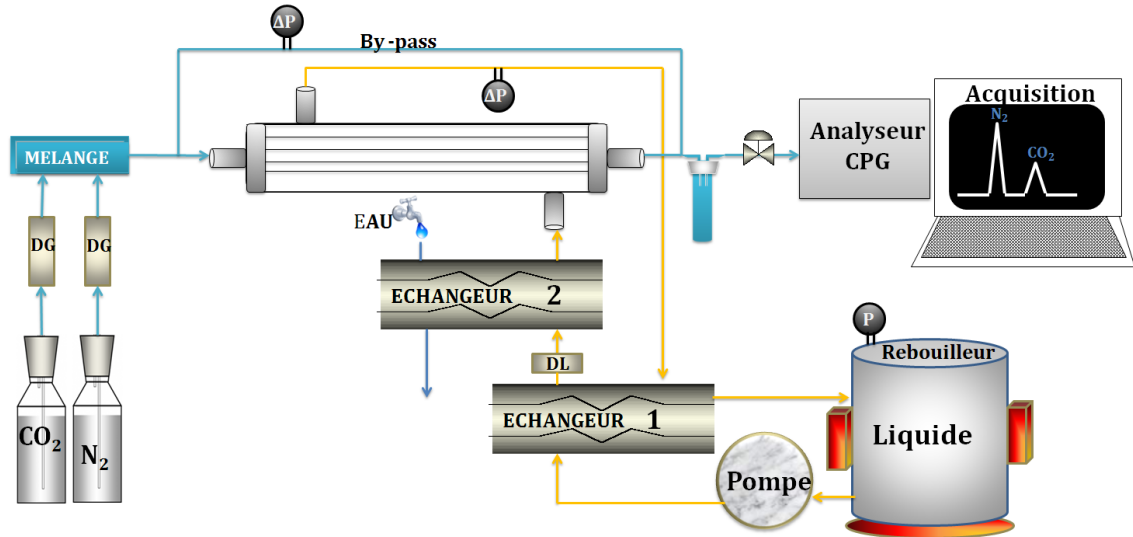 ΔP
By-pass
ΔP
Acquisition
N2
CO2
Analyseur
CPG
MELANGE
EAU
DG
DG
ECHANGEUR 2
P
Rebouilleur
DL
ECHANGEUR 1
Liquide
CO2
N2
Pompe